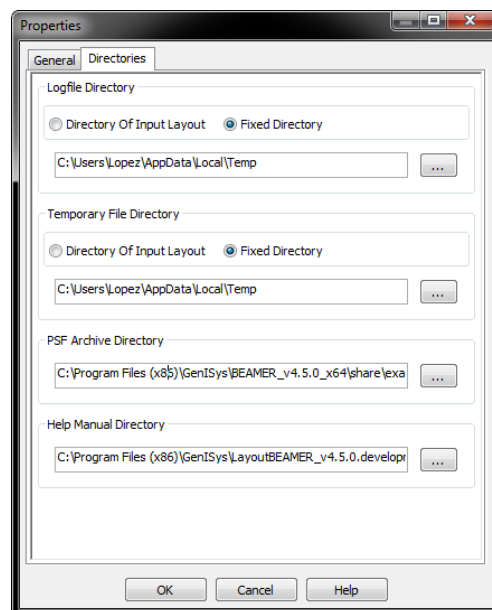 Properties
General Directories
Logfile Directory
Directory Of Input Layout Fixed Directory
C:\Users\Lopez\AppData\Local\Temp
...
Temporary File Directory
Directory Of Input Layout Fixed Directory
C:\Users\Lopez\AppData\Local\Temp
...
PSF Archive Directory
C:\Program Files (x86)\GenISys\BEAMER_v4.5.0_x64\share\exa
...
Help Manual Directory
C:\Program Files (x86)\GenISys\LayoutBEAMER_v4.5.0.developr
...
OK Cancel Help